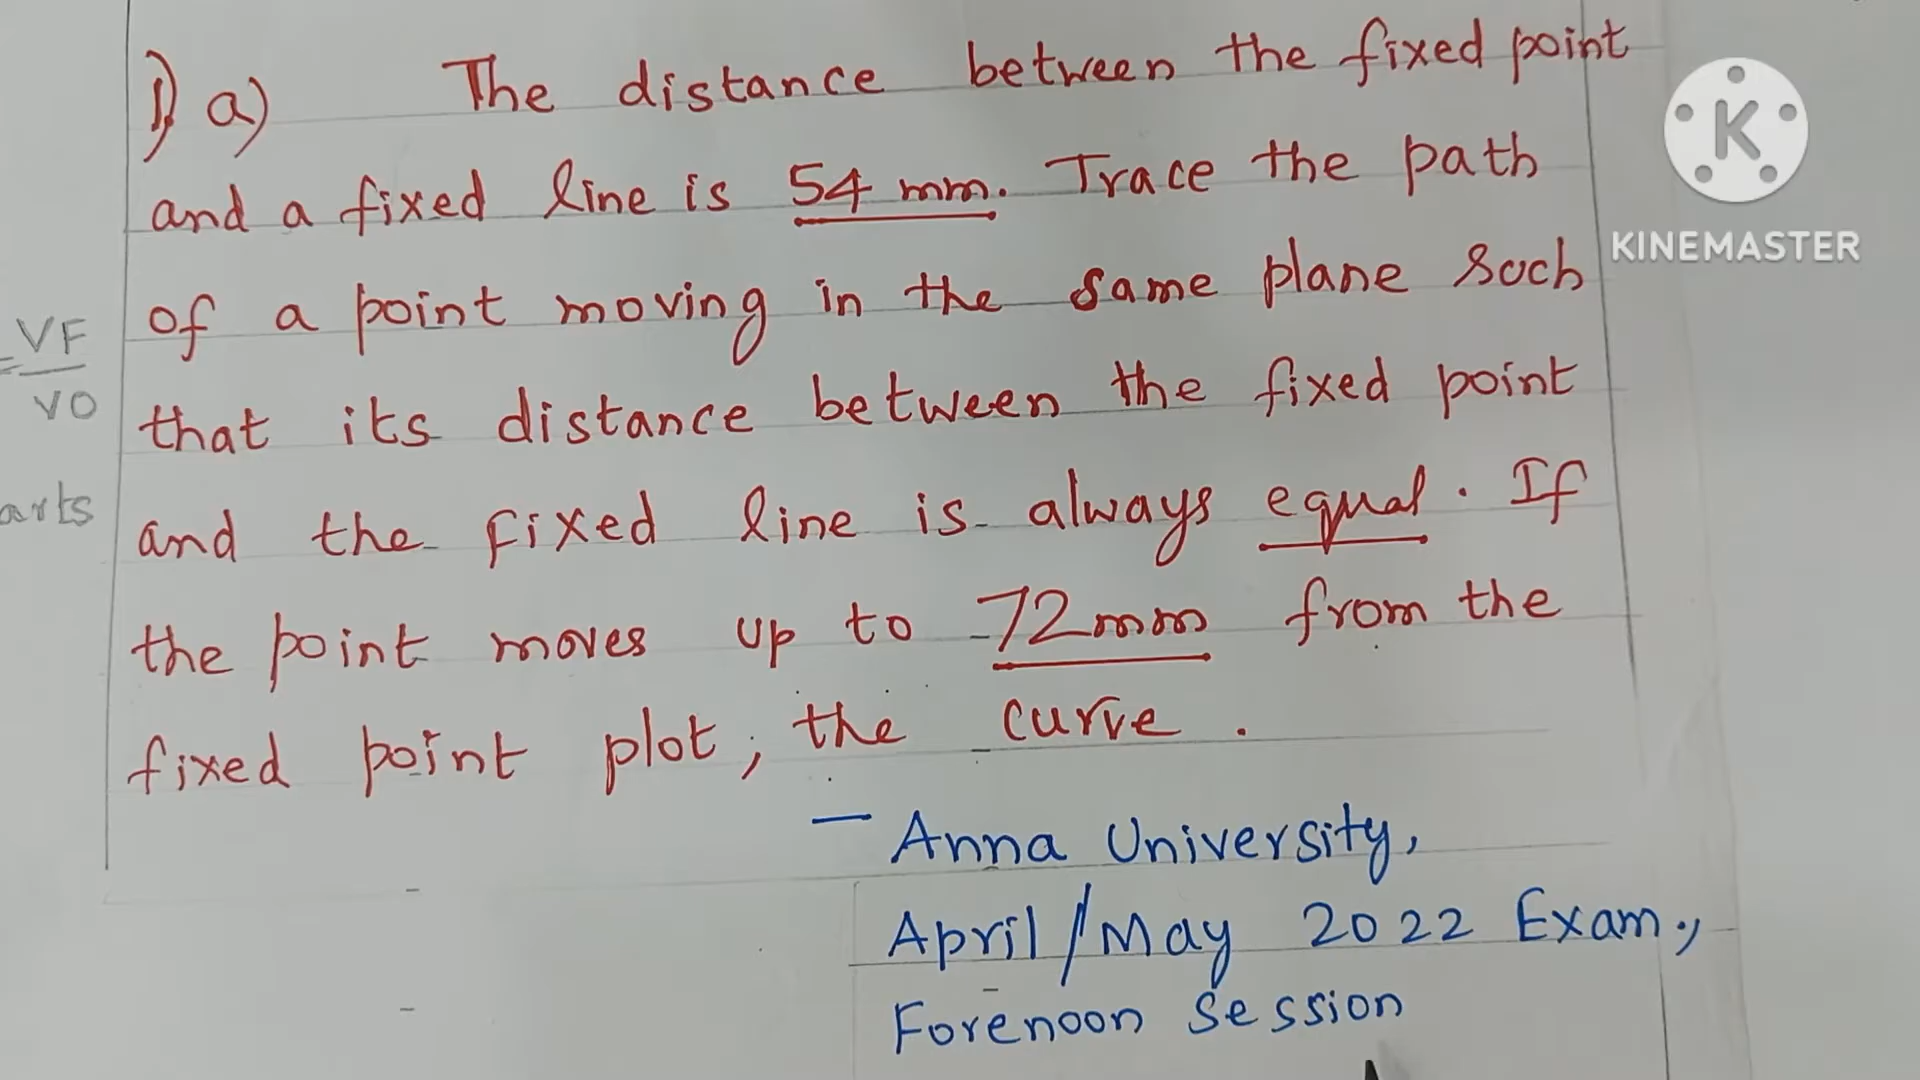 1) a) The distance between the fixed point
and a fixed line is 54 mm. Trace the path
of a point moving in the same plane such
that its distance between the fixed point
and the fixed line is always equal. If
the point moves up to 72mm from the
fixed point plot, the curve.
- Anna University,
April/May 2022 Exam.,
Forenoon Session
= VF
VO
arts
K
KINEMASTER